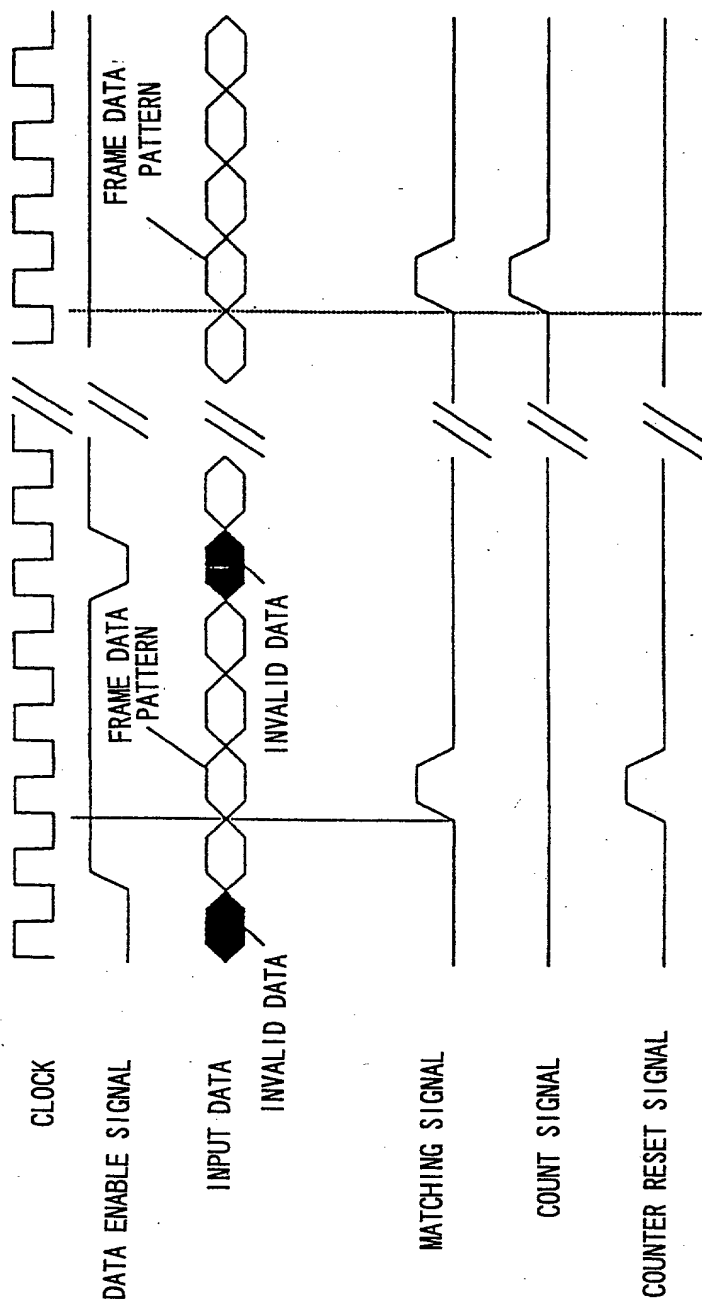 CLOCK
DATA ENABLE SIGNAL
INPUT DATA
INVALID DATA
FRAME DATA
PATTERN
INVALID DATA
FRAME DATA
PATTERN
MATCHING SIGNAL
COUNT SIGNAL
COUNTER RESET SIGNAL